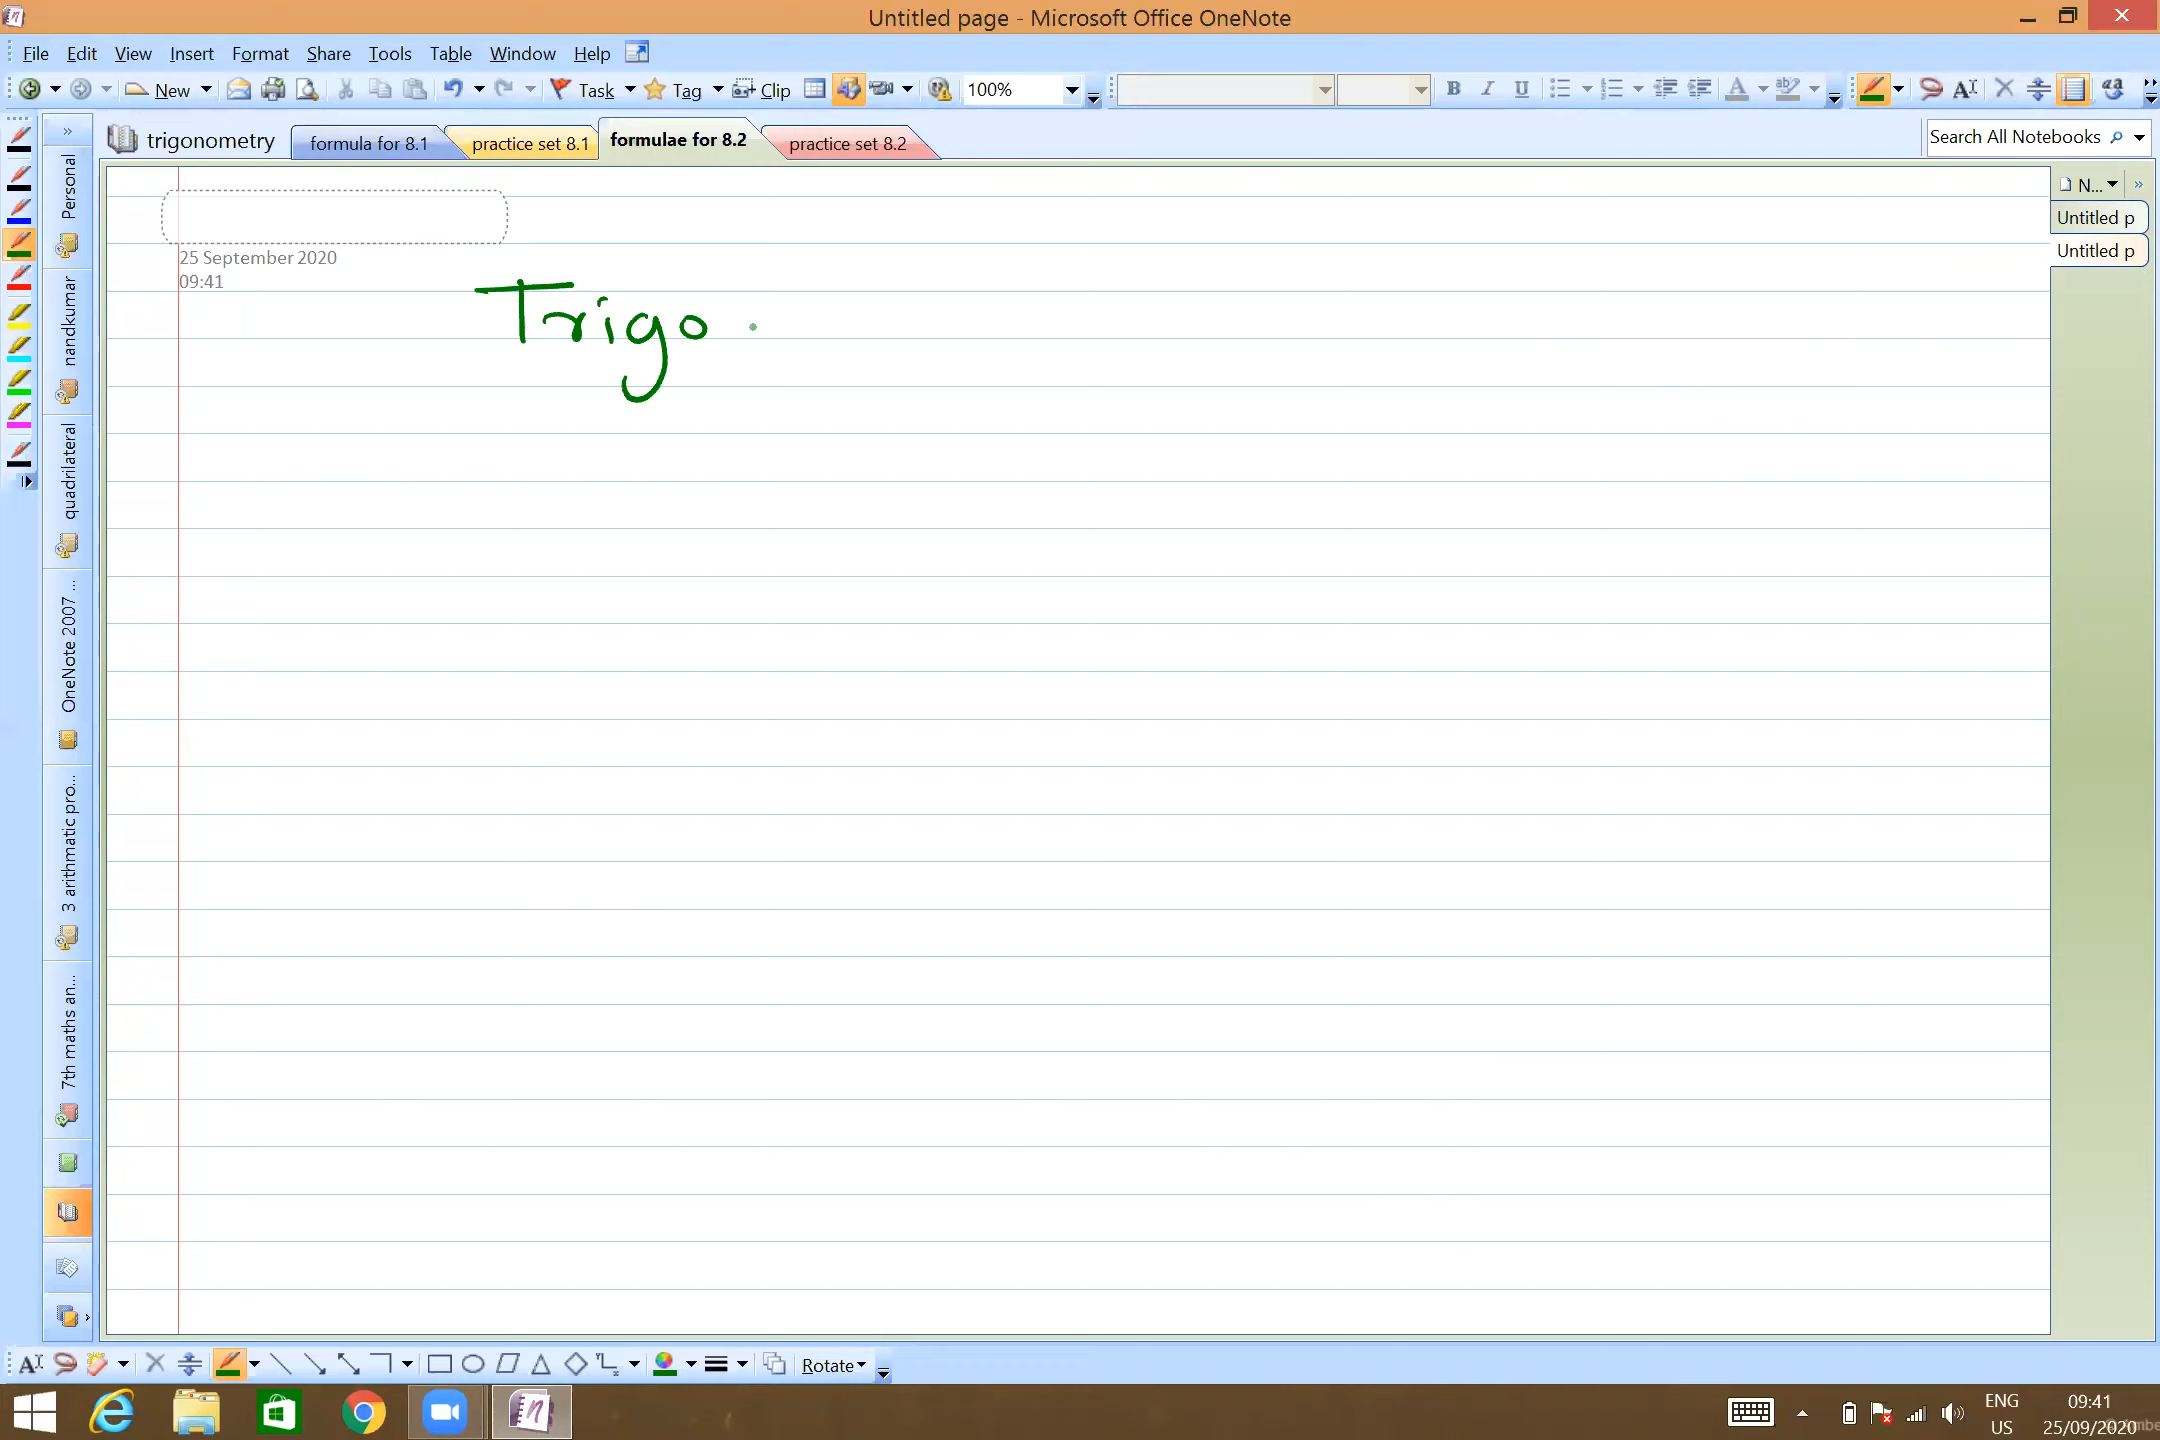 Untitled page - Microsoft Office OneNote
File Edit View Insert Format Share Tools Table Window Help
New Task Tag Clip 100% B I U A ab
trigonometry formula for 8.1 practice set 8.1 formulae for 8.2 practice set 8.2 Search All Notebooks
N...
Untitled p
Untitled p
Personal
nandkumar
quadrilateral
OneNote 2007 ...
3 arithmatic pro...
7th maths an...
25 September 2020
09:41
Trigo
Rotate
ENG
US
09:41
25/09/2020